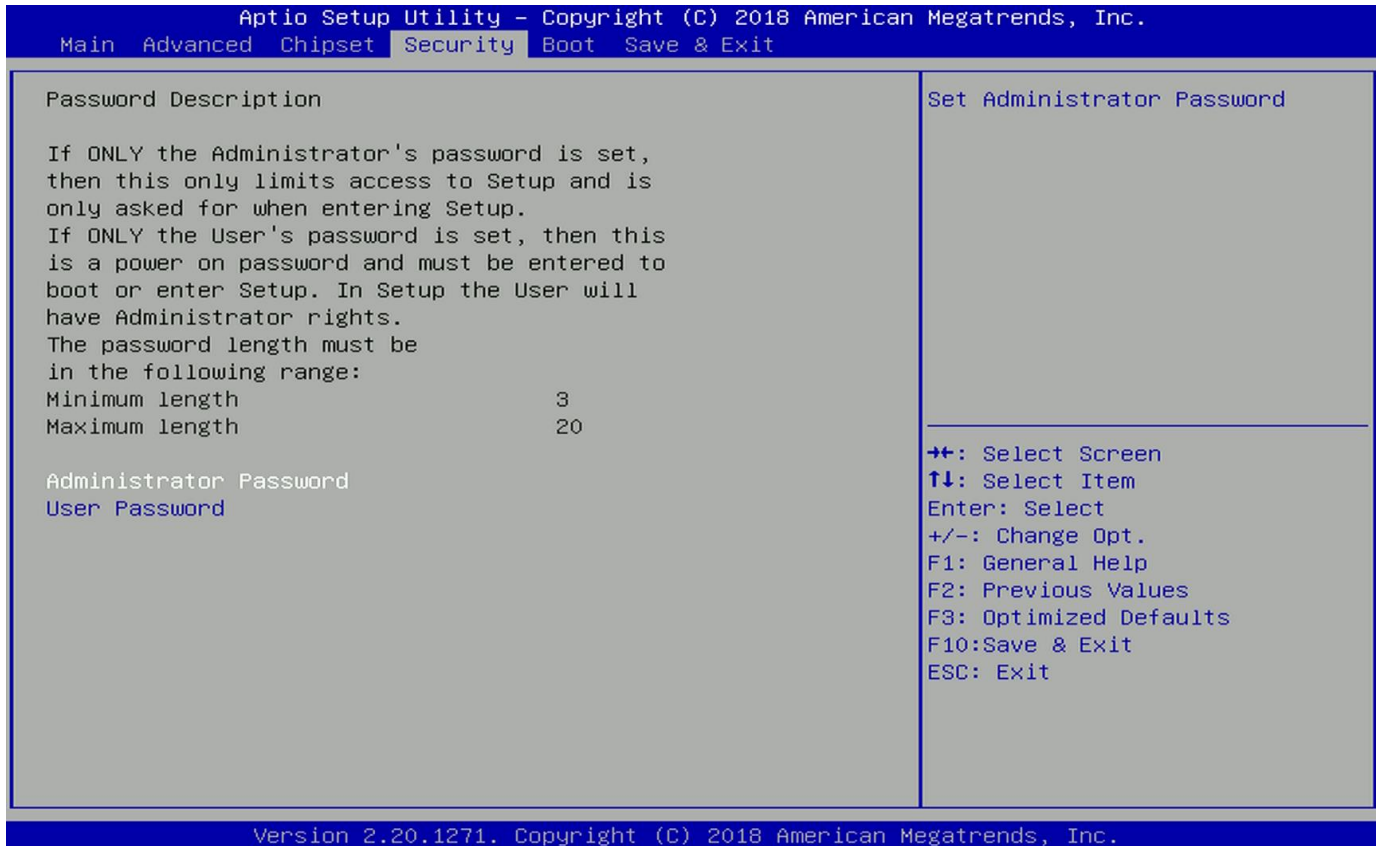 Aptio Setup Utility – Copyright (C) 2018 American Megatrends, Inc.
Main Advanced Chipset Security Boot Save & Exit
Password Description
If ONLY the Administrator's password is set,
then this only limits access to Setup and is
only asked for when entering Setup.
If ONLY the User's password is set, then this
is a power on password and must be entered to
boot or enter Setup. In Setup the User will
have Administrator rights.
The password length must be
in the following range:
Minimum length 3
Maximum length 20
Administrator Password
User Password
Set Administrator Password
→←: Select Screen
↑↓: Select Item
Enter: Select
+/-: Change Opt.
F1: General Help
F2: Previous Values
F3: Optimized Defaults
F10:Save & Exit
ESC: Exit
Version 2.20.1271. Copyright (C) 2018 American Megatrends, Inc.